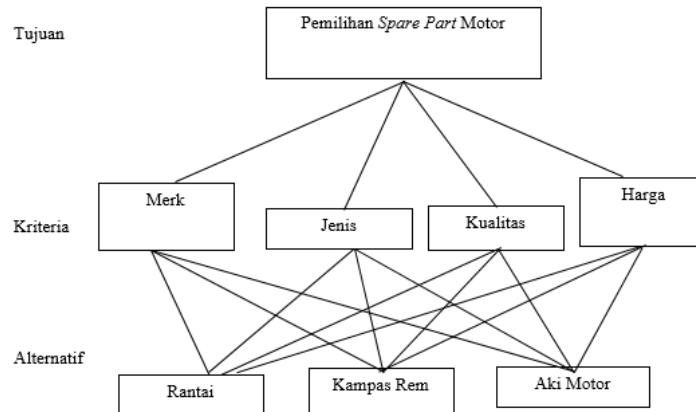 Tujuan
Pemilihan Spare Part Motor
Merk
Jenis
Kualitas
Harga
Kriteria
Alternatif
Rantai
Kampas Rem
Aki Motor